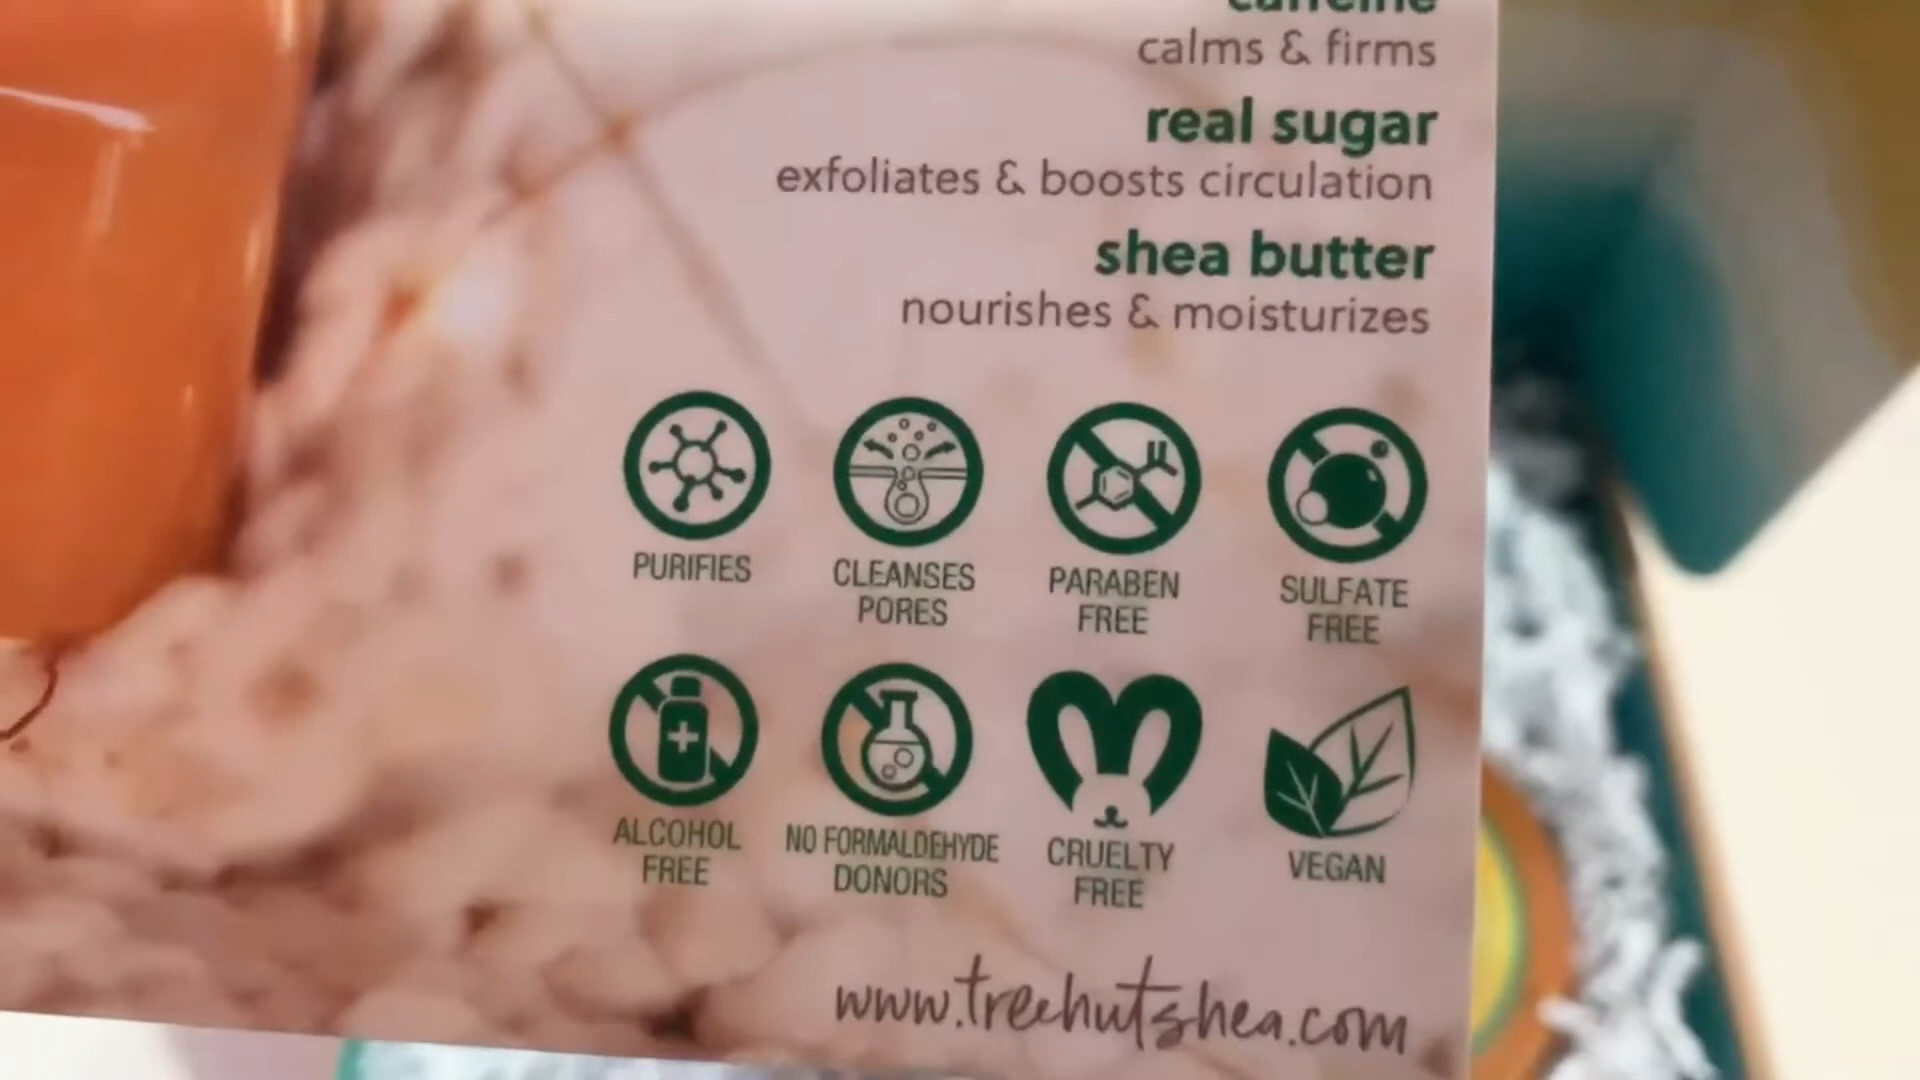 caffeine
calms & firms
real sugar
exfoliates & boosts circulation
shea butter
nourishes & moisturizes
PURIFIES
CLEANSES
PORES
PARABEN
FREE
SULFATE
FREE
ALCOHOL
FREE
NO FORMALDEHYDE
DONORS
CRUELTY
FREE
VEGAN
www.treehutshea.com